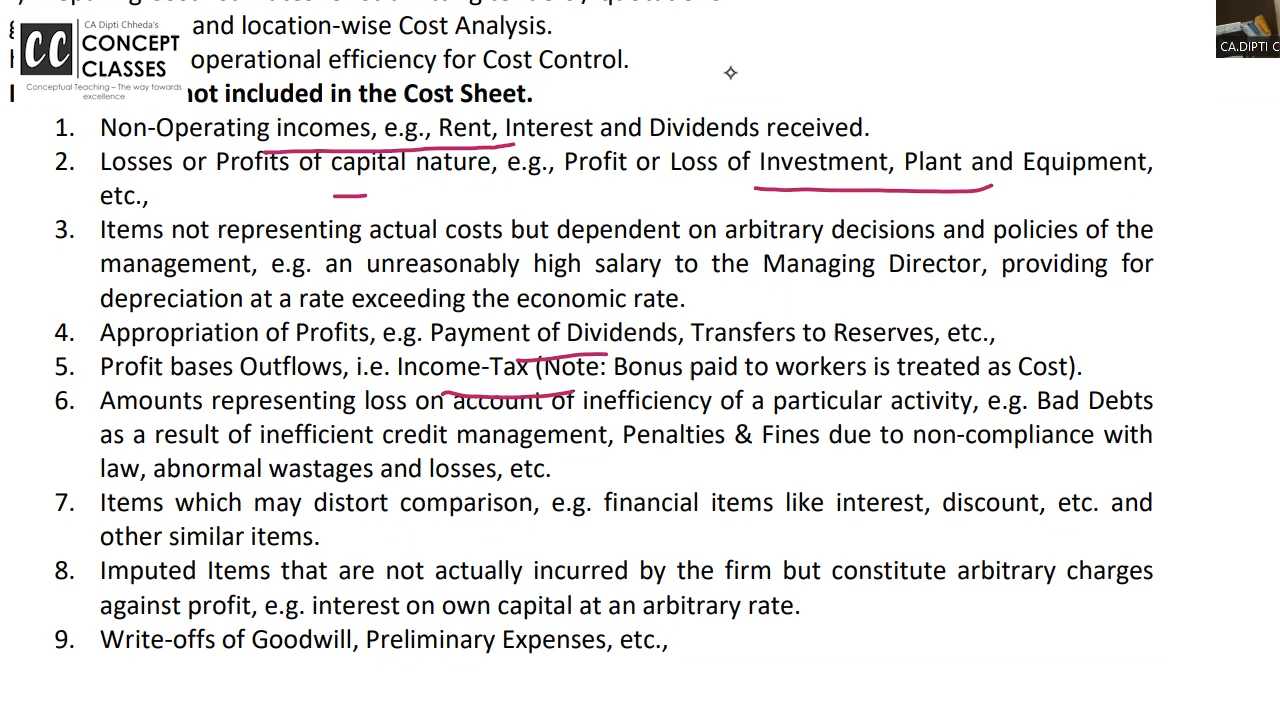 and location-wise Cost Analysis.
CA Dipti Chheda's
CC CONCEPT
CLASSES
operational efficiency for Cost Control.
Conceptual Teaching – The way towards
excellence
not included in the Cost Sheet.
CA.DIPTI C
1. Non-Operating incomes, e.g., Rent, Interest and Dividends received.
2. Losses or Profits of capital nature, e.g., Profit or Loss of Investment, Plant and Equipment,
etc.,
3. Items not representing actual costs but dependent on arbitrary decisions and policies of the
management, e.g. an unreasonably high salary to the Managing Director, providing for
depreciation at a rate exceeding the economic rate.
4. Appropriation of Profits, e.g. Payment of Dividends, Transfers to Reserves, etc.,
5. Profit bases Outflows, i.e. Income-Tax (Note: Bonus paid to workers is treated as Cost).
6. Amounts representing loss on account of inefficiency of a particular activity, e.g. Bad Debts
as a result of inefficient credit management, Penalties & Fines due to non-compliance with
law, abnormal wastages and losses, etc.
7. Items which may distort comparison, e.g. financial items like interest, discount, etc. and
other similar items.
8. Imputed Items that are not actually incurred by the firm but constitute arbitrary charges
against profit, e.g. interest on own capital at an arbitrary rate.
9. Write-offs of Goodwill, Preliminary Expenses, etc.,